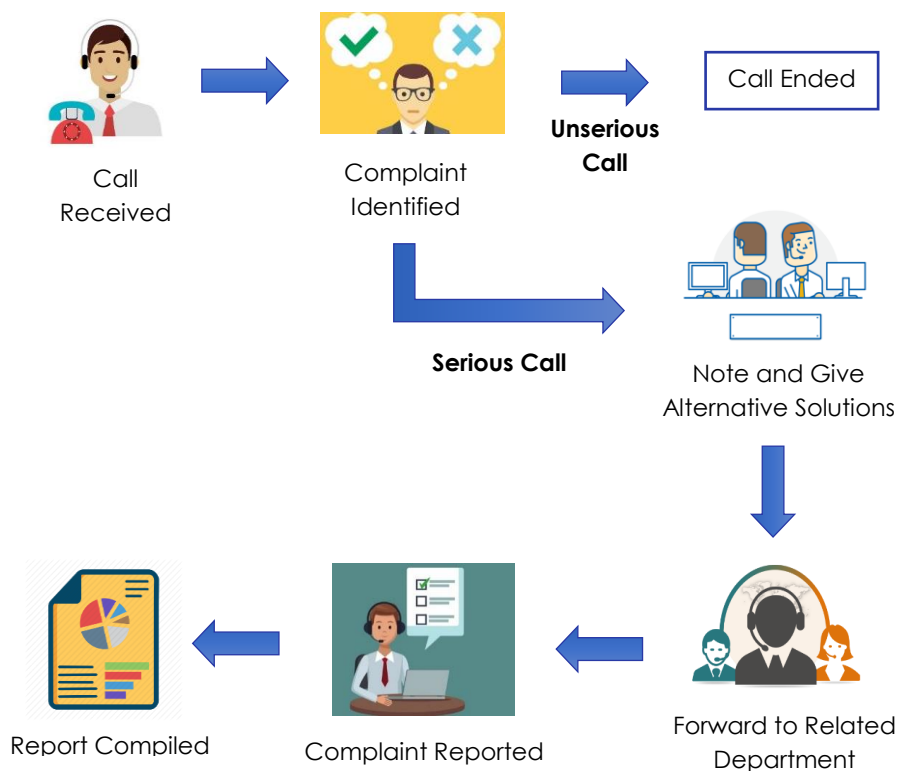 Call
Received
Complaint
Identified
Unserious
Call
Call Ended
Serious Call
Note and Give
Alternative Solutions
Forward to Related
Department
Complaint Reported
Report Compiled